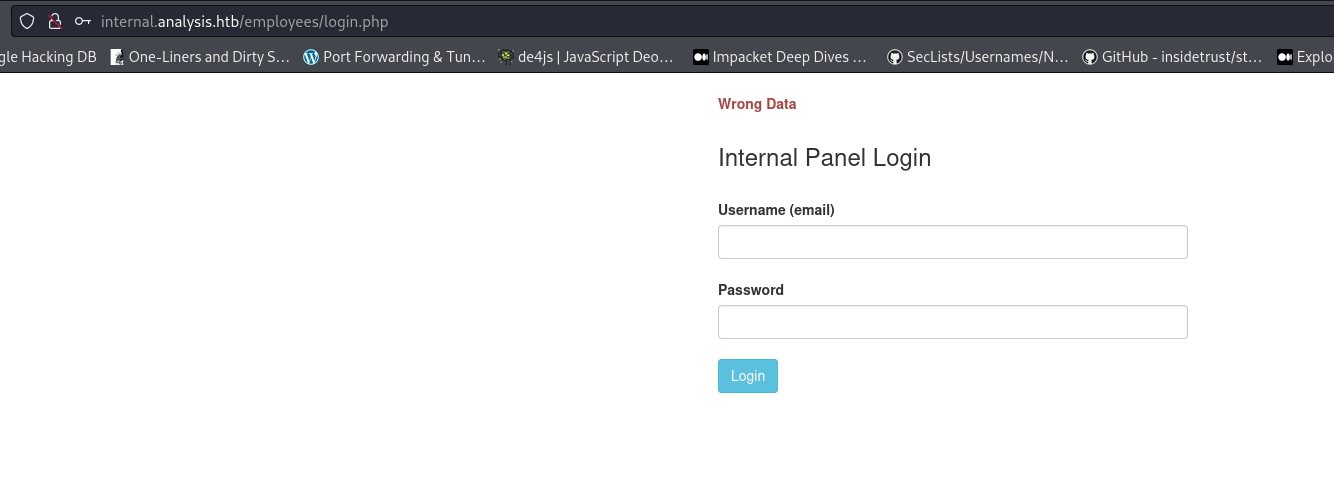 internal.analysis.htb/employees/login.php
gle Hacking DB One-Liners and Dirty S... Port Forwarding & Tun... de4js | JavaScript Deo... Impacket Deep Dives ... SecLists/Usernames/N... GitHub - insidetrust/st... Explo
Wrong Data
Internal Panel Login
Username (email)
Password
Login